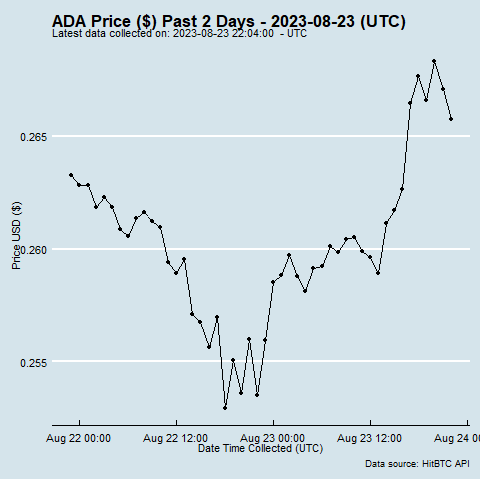 ADA Price ($) Past 2 Days - 2023-08-23 (UTC)
Latest data collected on: 2023-08-23 22:04:00  - UTC
0.265
0.260
0.255
Price USD ($)
Aug 22 00:00 Aug 22 12:00 Aug 23 00:00 Aug 23 12:00 Aug 24 0
Date Time Collected (UTC)
Data source: HitBTC API